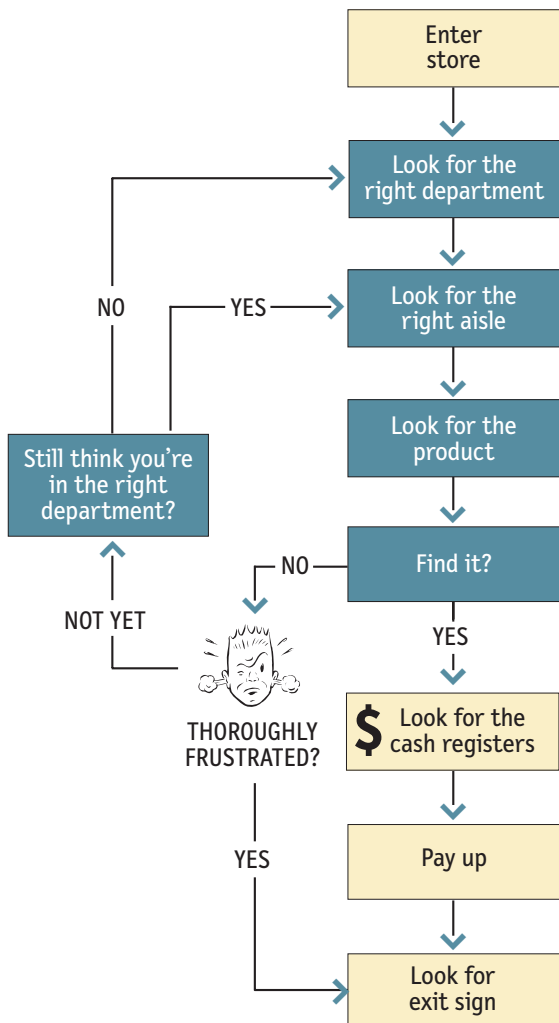 Enter
store
Look for the
right department
NO
YES
Look for the
right aisle
Look for the
product
Still think you’re
in the right
department?
Find it?
NO
NOT YET
YES
THOROUGHLY
FRUSTRATED?
$ Look for the
cash registers
YES
Pay up
Look for
exit sign